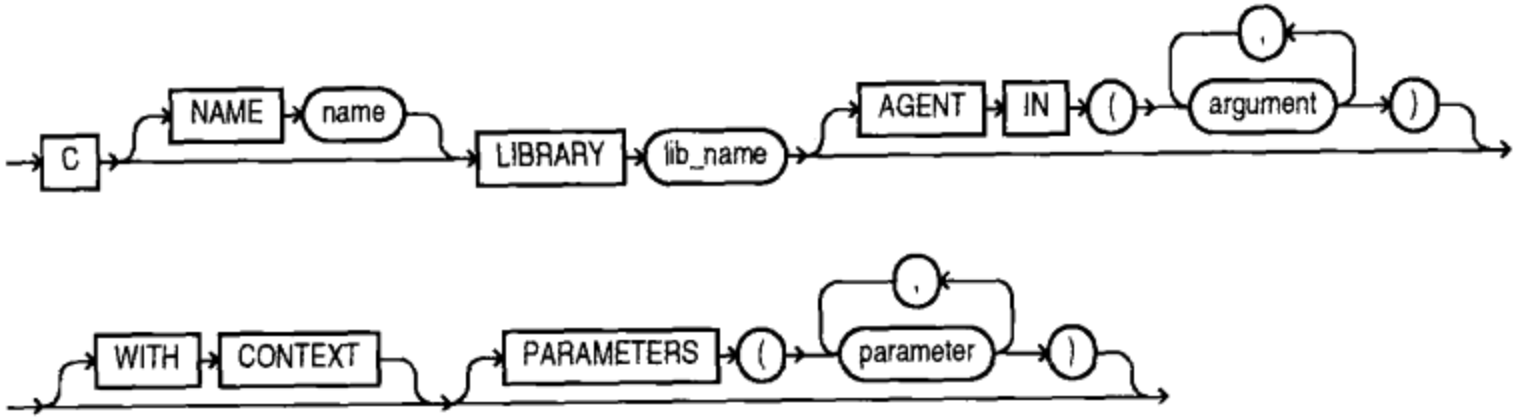 ,
C NAME name LIBRARY lib_name AGENT IN ( argument )
,
WITH CONTEXT PARAMETERS ( parameter )